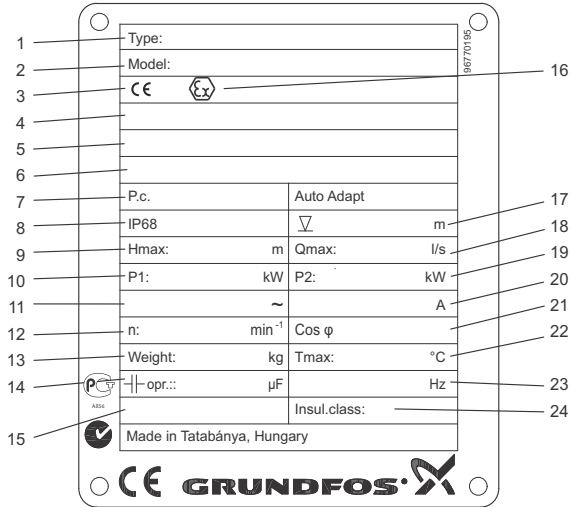 96770195
1 Type:
2 Model:
3 CE Ex 16
4
5
6
7 P.c. Auto Adapt
8 IP68 m 17
9 Hmax: m Qmax: l/s 18
10 P1: kW P2: kW 19
11 ~ A 20
12 n: min⁻¹ Cos φ 21
13 Weight: kg Tmax: °C 22
14 opr.:: µF Hz 23
15 Insul.class: 24
Made in Tatabánya, Hungary
CE GRUNDFOS